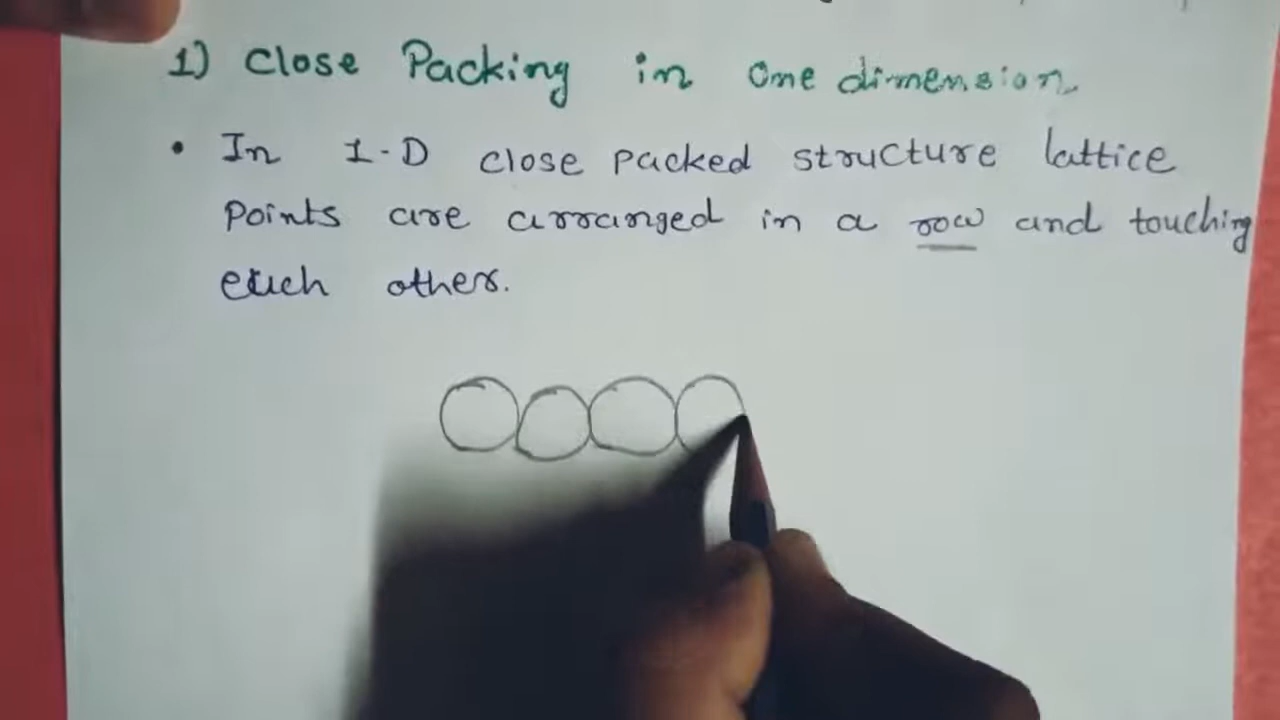 1) Close Packing in One dimension.
• In 1-D close packed structure lattice
Points are arranged in a row and touching
each other.